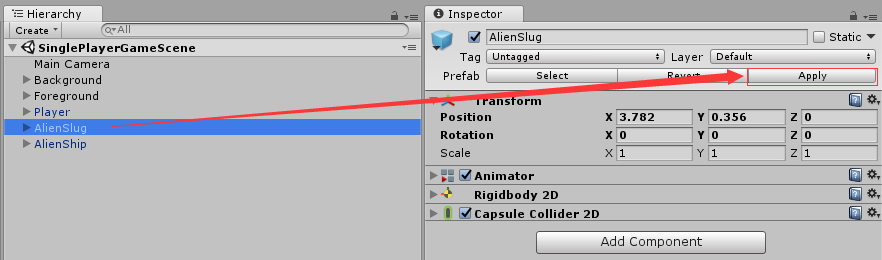 Hierarchy
Create
All
SinglePlayerGameScene
Main Camera
Background
Foreground
Player
AlienSlug
AlienShip
Inspector
AlienSlug
Static
Tag Untagged Layer Default
Prefab Select Revert Apply
Transform
Position X 3.782 Y 0.356 Z 0
Rotation X 0 Y 0 Z 0
Scale X 1 Y 1 Z 1
Animator
Rigidbody 2D
Capsule Collider 2D
Add Component